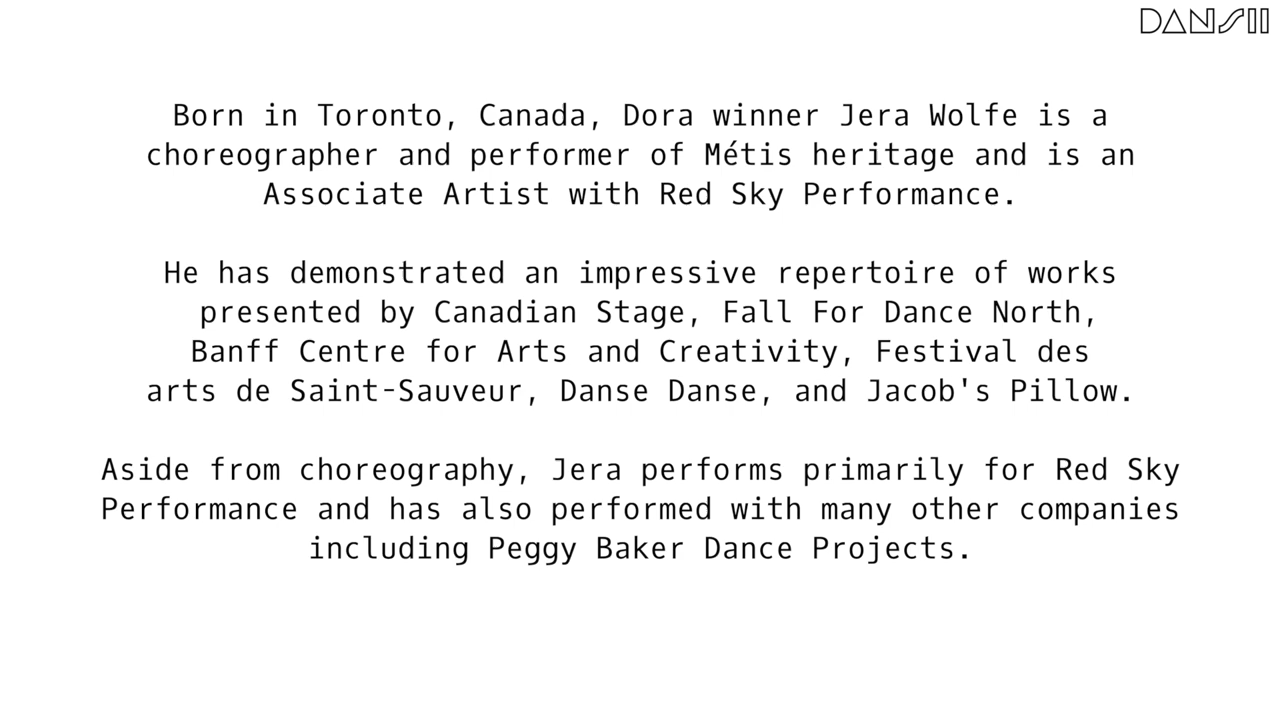 DANSII
Born in Toronto, Canada, Dora winner Jera Wolfe is a
choreographer and performer of Métis heritage and is an
Associate Artist with Red Sky Performance.
He has demonstrated an impressive repertoire of works
presented by Canadian Stage, Fall For Dance North,
Banff Centre for Arts and Creativity, Festival des
arts de Saint-Sauveur, Danse Danse, and Jacob's Pillow.
Aside from choreography, Jera performs primarily for Red Sky
Performance and has also performed with many other companies
including Peggy Baker Dance Projects.